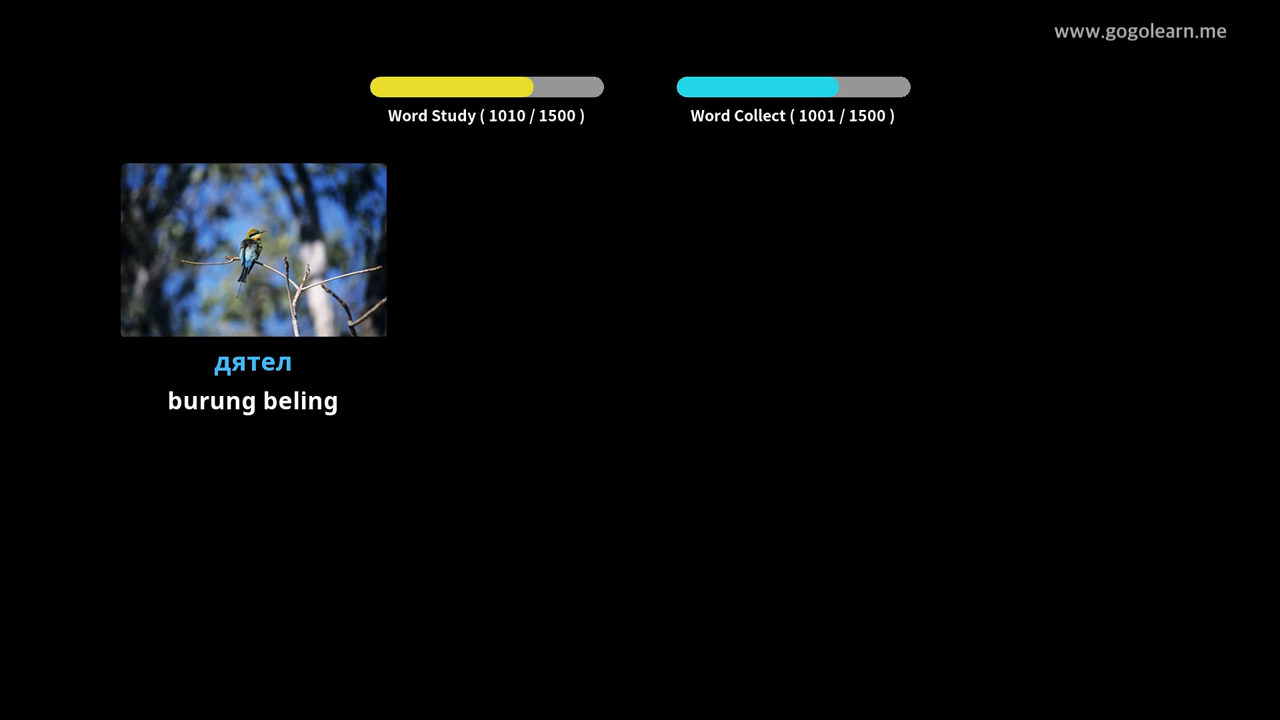 www.gogolearn.me
Word Study ( 1010 / 1500 )
Word Collect ( 1001 / 1500 )
дятел
burung beling